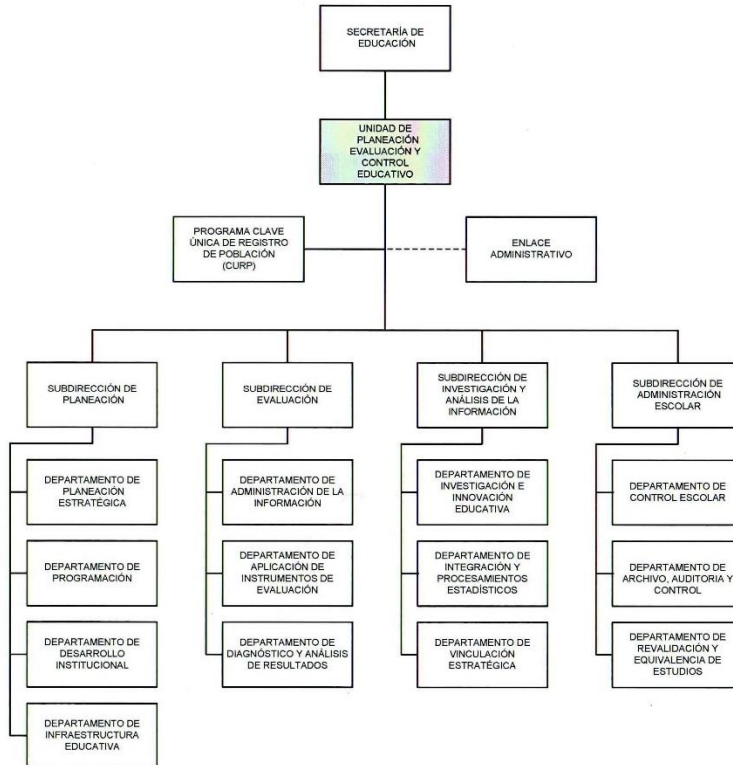 SECRETARÍA DE
EDUCACIÓN
UNIDAD DE
PLANEACIÓN
EVALUACIÓN Y
CONTROL
EDUCATIVO
PROGRAMA CLAVE
ÚNICA DE REGISTRO
DE POBLACIÓN
(CURP)
ENLACE
ADMINISTRATIVO
SUBDIRECCIÓN DE
PLANEACIÓN
DEPARTAMENTO DE
PLANEACIÓN
ESTRATÉGICA
DEPARTAMENTO DE
PROGRAMACIÓN
DEPARTAMENTO DE
DESARROLLO
INSTITUCIONAL
DEPARTAMENTO DE
INFRAESTRUCTURA
EDUCATIVA
SUBDIRECCIÓN DE
EVALUACIÓN
DEPARTAMENTO DE
ADMINISTRACIÓN DE LA
INFORMACIÓN
DEPARTAMENTO DE
APLICACIÓN DE
INSTRUMENTOS DE
EVALUACIÓN
DEPARTAMENTO DE
DIAGNÓSTICO Y ANÁLISIS
DE RESULTADOS
SUBDIRECCIÓN DE
INVESTIGACIÓN Y
ANÁLISIS DE LA
INFORMACIÓN
DEPARTAMENTO DE
INVESTIGACIÓN E
INNOVACIÓN
EDUCATIVA
DEPARTAMENTO DE
INTEGRACIÓN Y
PROCESAMIENTOS
ESTADÍSTICOS
DEPARTAMENTO DE
VINCULACIÓN
ESTRATÉGICA
SUBDIRECCIÓN DE
ADMINISTRACIÓN
ESCOLAR
DEPARTAMENTO DE
CONTROL ESCOLAR
DEPARTAMENTO DE
ARCHIVO, AUDITORIA Y
CONTROL
DEPARTAMENTO DE
REVALIDACIÓN Y
EQUIVALENCIA DE
ESTUDIOS